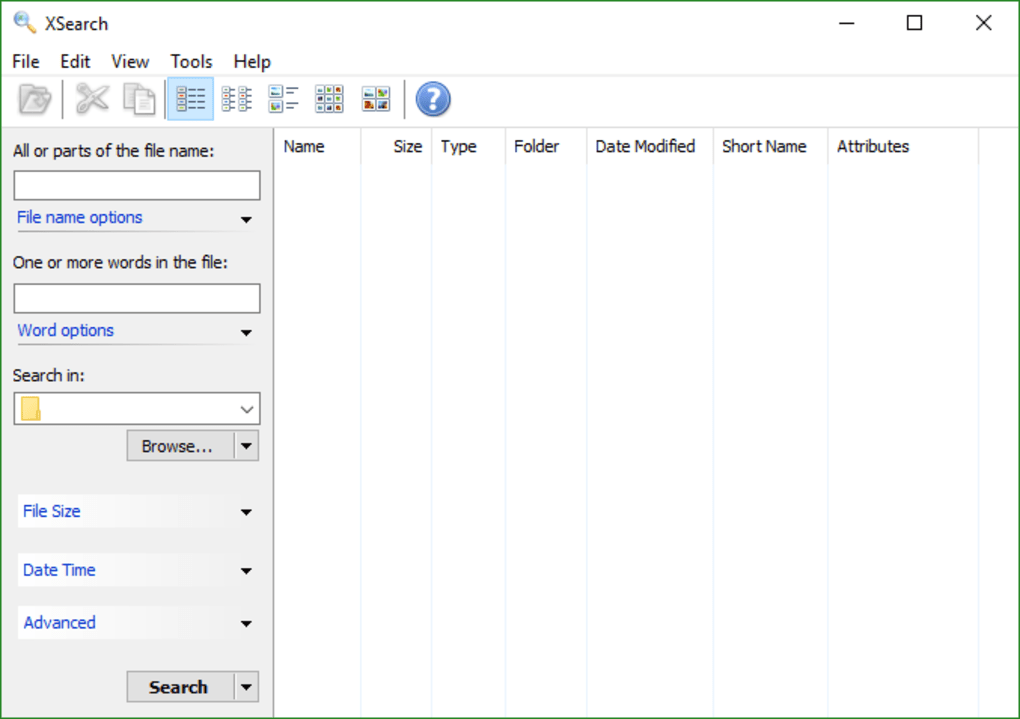 XSearch
File Edit View Tools Help
?
All or parts of the file name:
File name options
One or more words in the file:
Word options
Search in:
Browse...
File Size
Date Time
Advanced
Search
Name Size Type Folder Date Modified Short Name Attributes